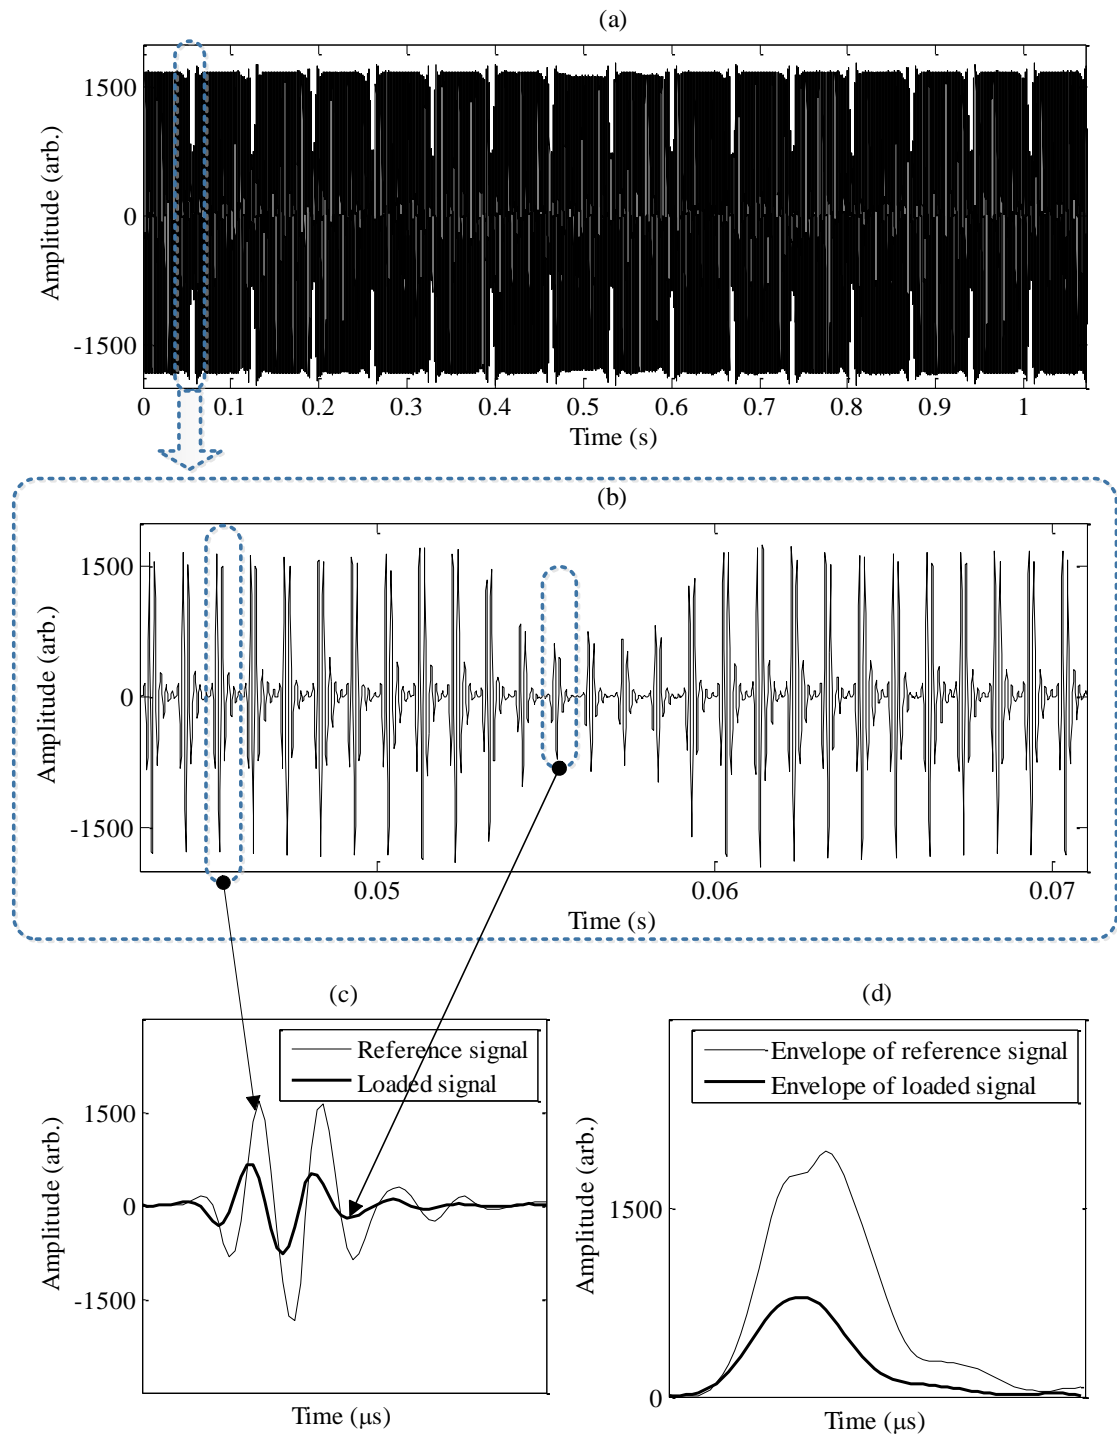 (a)
Amplitude (arb.)
1500
0
-1500
0 0.1 0.2 0.3 0.4 0.5 0.6 0.7 0.8 0.9 1
Time (s)
(b)
Amplitude (arb.)
1500
0
-1500
0.05 0.06 0.07
Time (s)
(c)
Amplitude (arb.)
1500
0
-1500
Reference signal
Loaded signal
Time (μs)
(d)
Amplitude (arb.)
1500
0
Envelope of reference signal
Envelope of loaded signal
Time (μs)